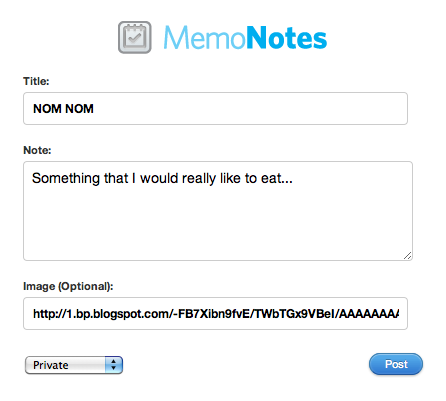 MemoNotes
Title:
NOM NOM
Note:
Something that I would really like to eat...
Image (Optional):
http://1.bp.blogspot.com/-FB7Xibn9fvE/TWbTGx9VBeI/AAAAAAAA
Private
Post